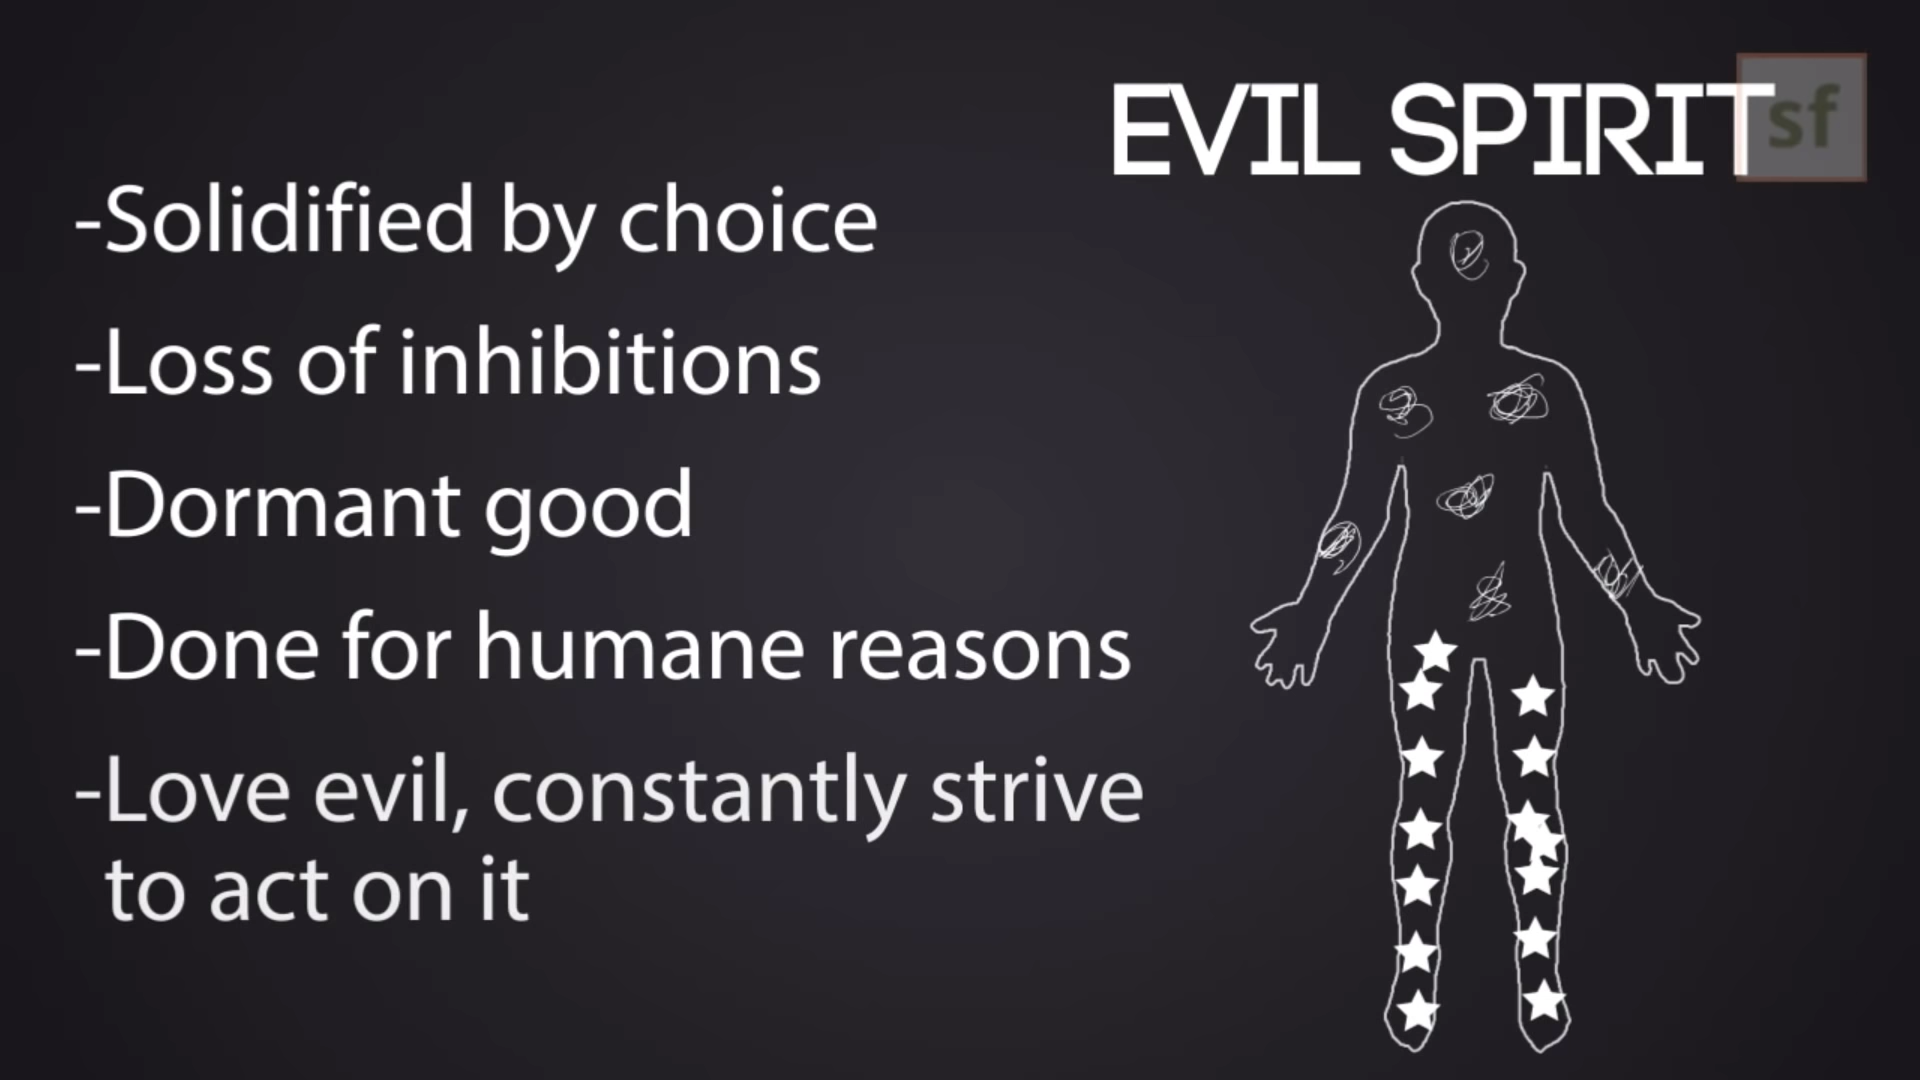 EVIL SPIRIT
sf
-Solidified by choice
-Loss of inhibitions
-Dormant good
-Done for humane reasons
-Love evil, constantly strive
to act on it